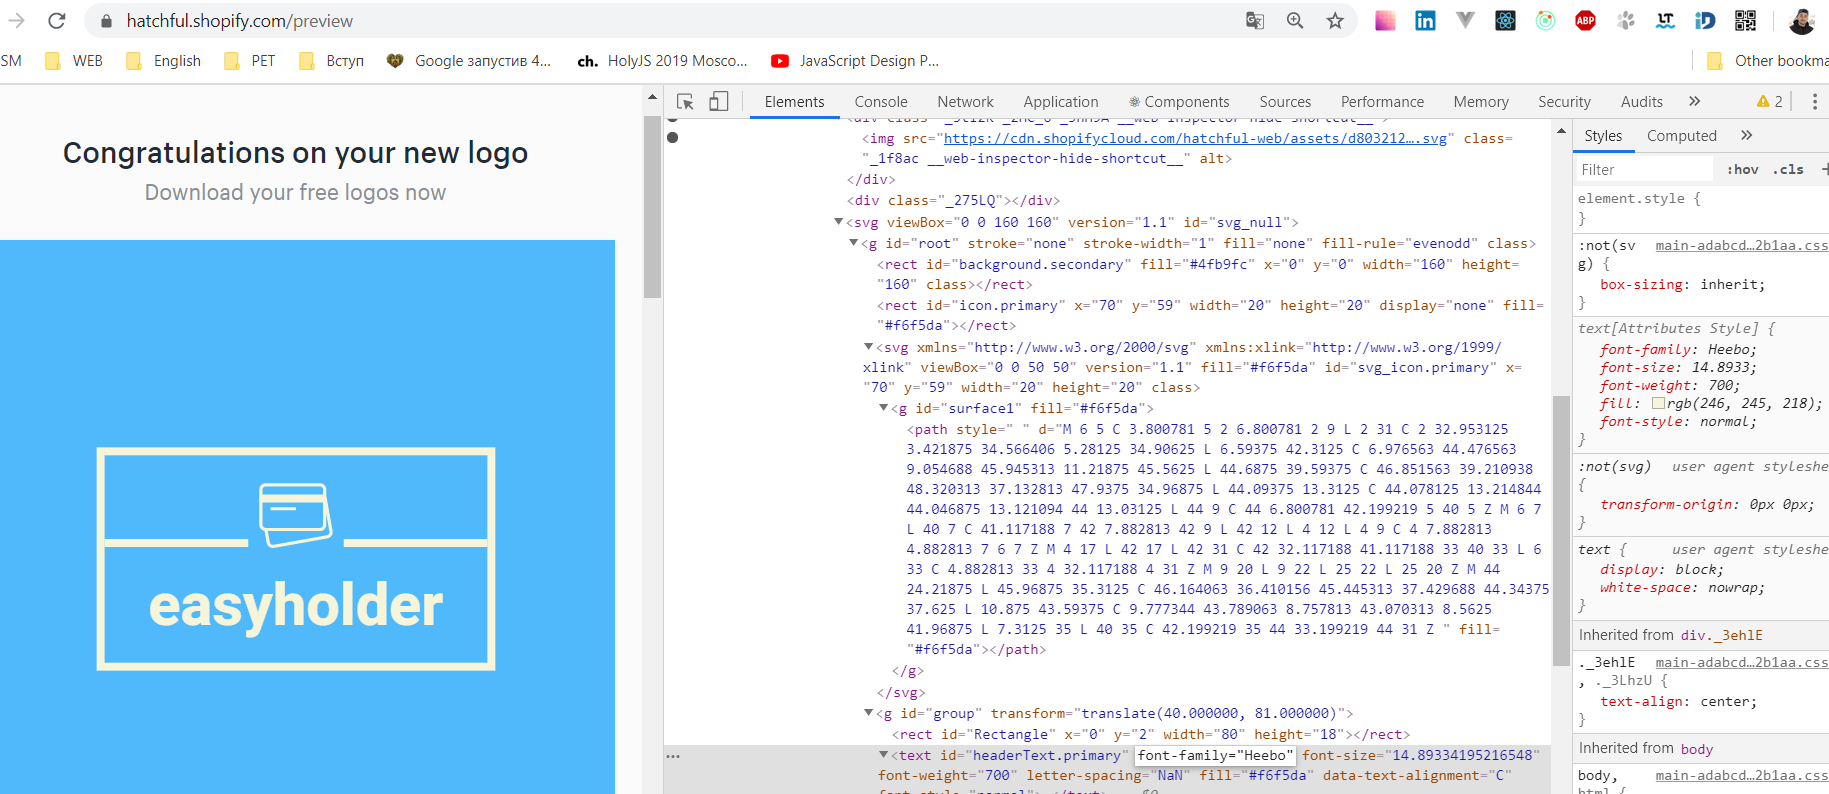 hatchful.shopify.com/preview
SM WEB English PET Вступ Google запустив 4... ch. HolyJS 2019 Mosco... JavaScript Design P... Other bookma
Congratulations on your new logo
Download your free logos now
easyholder
Elements Console Network Application Components Sources Performance Memory Security Audits » 2
<img src="https://cdn.shopifycloud.com/hatchful-web/assets/d803212….svg" class=
"_1f8ac __web-inspector-hide-shortcut__" alt>
</div>
<div class="_275LQ"></div>
<svg viewBox="0 0 160 160" version="1.1" id="svg_null">
<g id="root" stroke="none" stroke-width="1" fill="none" fill-rule="evenodd" class>
<rect id="background.secondary" fill="#4fb9fc" x="0" y="0" width="160" height=
"160" class></rect>
<rect id="icon.primary" x="70" y="59" width="20" height="20" display="none" fill=
"#f6f5da"></rect>
<svg xmlns="http://www.w3.org/2000/svg" xmlns:xlink="http://www.w3.org/1999/
xlink" viewBox="0 0 50 50" version="1.1" fill="#f6f5da" id="svg_icon.primary" x=
"70" y="59" width="20" height="20" class>
<g id="surface1" fill="#f6f5da">
<path style=" " d="M 6 5 C 3.800781 5 2 6.800781 2 9 L 2 31 C 2 32.953125
3.421875 34.566406 5.28125 34.90625 L 6.59375 42.3125 C 6.976563 44.476563
9.054688 45.945313 11.21875 45.5625 L 44.6875 39.59375 C 46.851563 39.210938
48.320313 37.132813 47.9375 34.96875 L 44.09375 13.3125 C 44.078125 13.214844
44.046875 13.121094 44 13.03125 L 44 9 C 44 6.800781 42.199219 5 40 5 Z M 6 7
L 40 7 C 41.117188 7 42 7.882813 42 9 L 42 12 L 4 12 L 4 9 C 4 7.882813
4.882813 7 6 7 Z M 4 17 L 42 17 L 42 31 C 42 32.117188 41.117188 33 40 33 L 6
33 C 4.882813 33 4 32.117188 4 31 Z M 9 20 L 9 22 L 25 22 L 25 20 Z M 44
24.21875 L 45.96875 35.3125 C 46.164063 36.410156 45.445313 37.429688 44.34375
37.625 L 10.875 43.59375 C 9.777344 43.789063 8.757813 43.070313 8.5625
41.96875 L 7.3125 35 L 40 35 C 42.199219 35 44 33.199219 44 31 Z " fill=
"#f6f5da"></path>
</g>
</svg>
<g id="group" transform="translate(40.000000, 81.000000)">
<rect id="Rectangle" x="0" y="2" width="80" height="18"></rect>
<text id="headerText.primary" font-family="Heebo" font-size="14.89334195216548"
font-weight="700" letter-spacing="NaN" fill="#f6f5da" data-text-alignment="C"
Styles Computed »
Filter :hov .cls +
element.style {
}
:not(sv main-adabcd…2b1aa.css
g) {
box-sizing: inherit;
}
text[Attributes Style] {
font-family: Heebo;
font-size: 14.8933;
font-weight: 700;
fill: rgb(246, 245, 218);
font-style: normal;
}
:not(svg) user agent styleshe
{
transform-origin: 0px 0px;
}
text { user agent styleshe
display: block;
white-space: nowrap;
}
Inherited from div._3ehlE
._3ehlE main-adabcd…2b1aa.css
, ._3LhzU {
text-align: center;
}
Inherited from body
body, main-adabcd…2b1aa.css